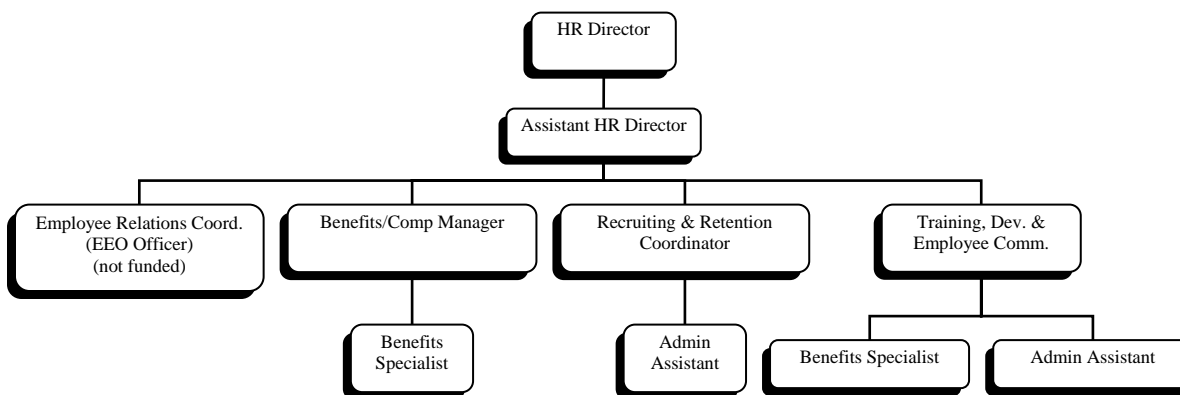 HR Director
Assistant HR Director
Employee Relations Coord.
(EEO Officer)
(not funded)
Benefits/Comp Manager
Recruiting & Retention
Coordinator
Training, Dev. &
Employee Comm.
Benefits
Specialist
Admin
Assistant
Benefits Specialist
Admin Assistant